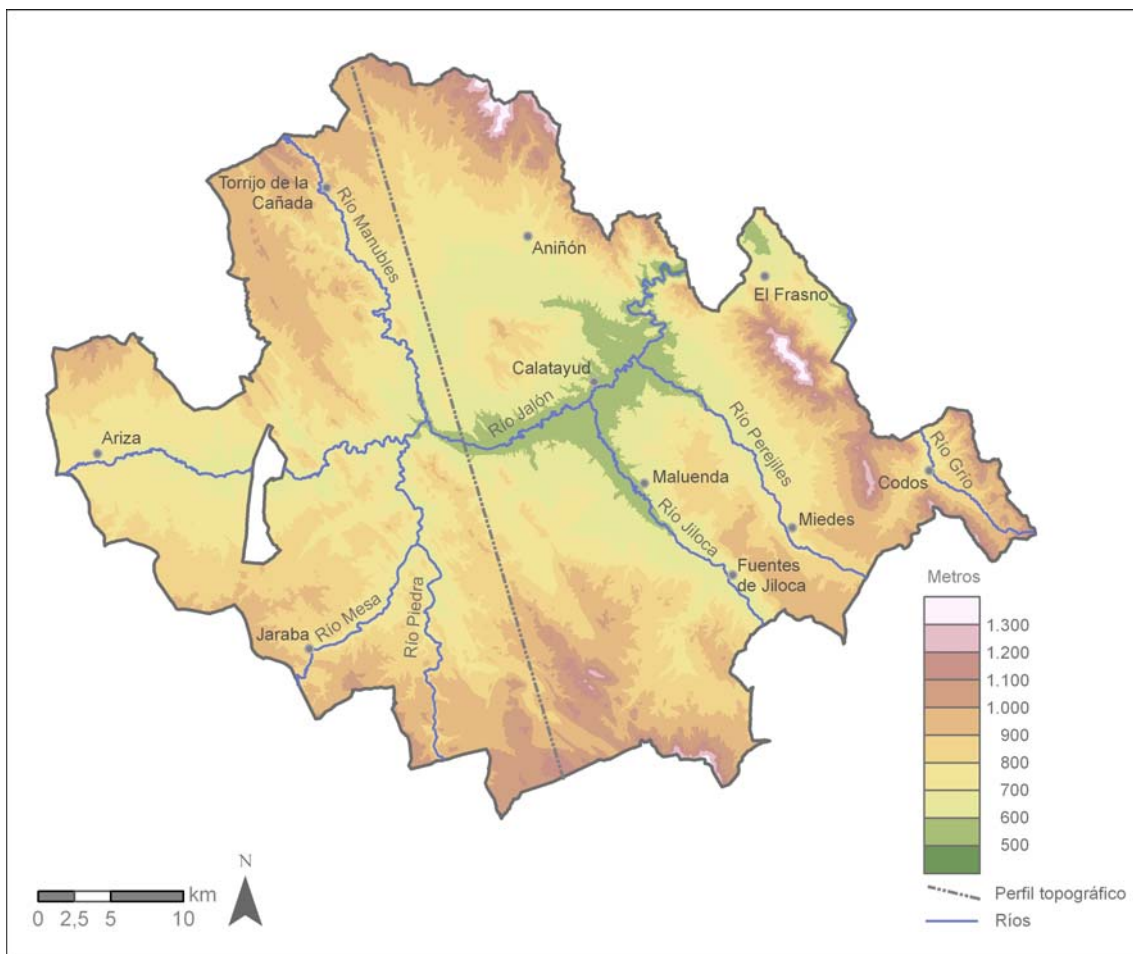 Torrijo de la
Cañada
Río Manubles
Aniñón
El Frasno
Calatayud
Río Jalón
Ariza
Río Perejiles
Río Grío
Maluenda
Codos
Río Jiloca
Miedes
Fuentes
de Jiloca
Río Mesa
Jaraba
Río Piedra
Metros
1.300
1.200
1.100
1.000
900
800
700
600
500
N
km
0 2,5 5 10
Perfil topográfico
Ríos